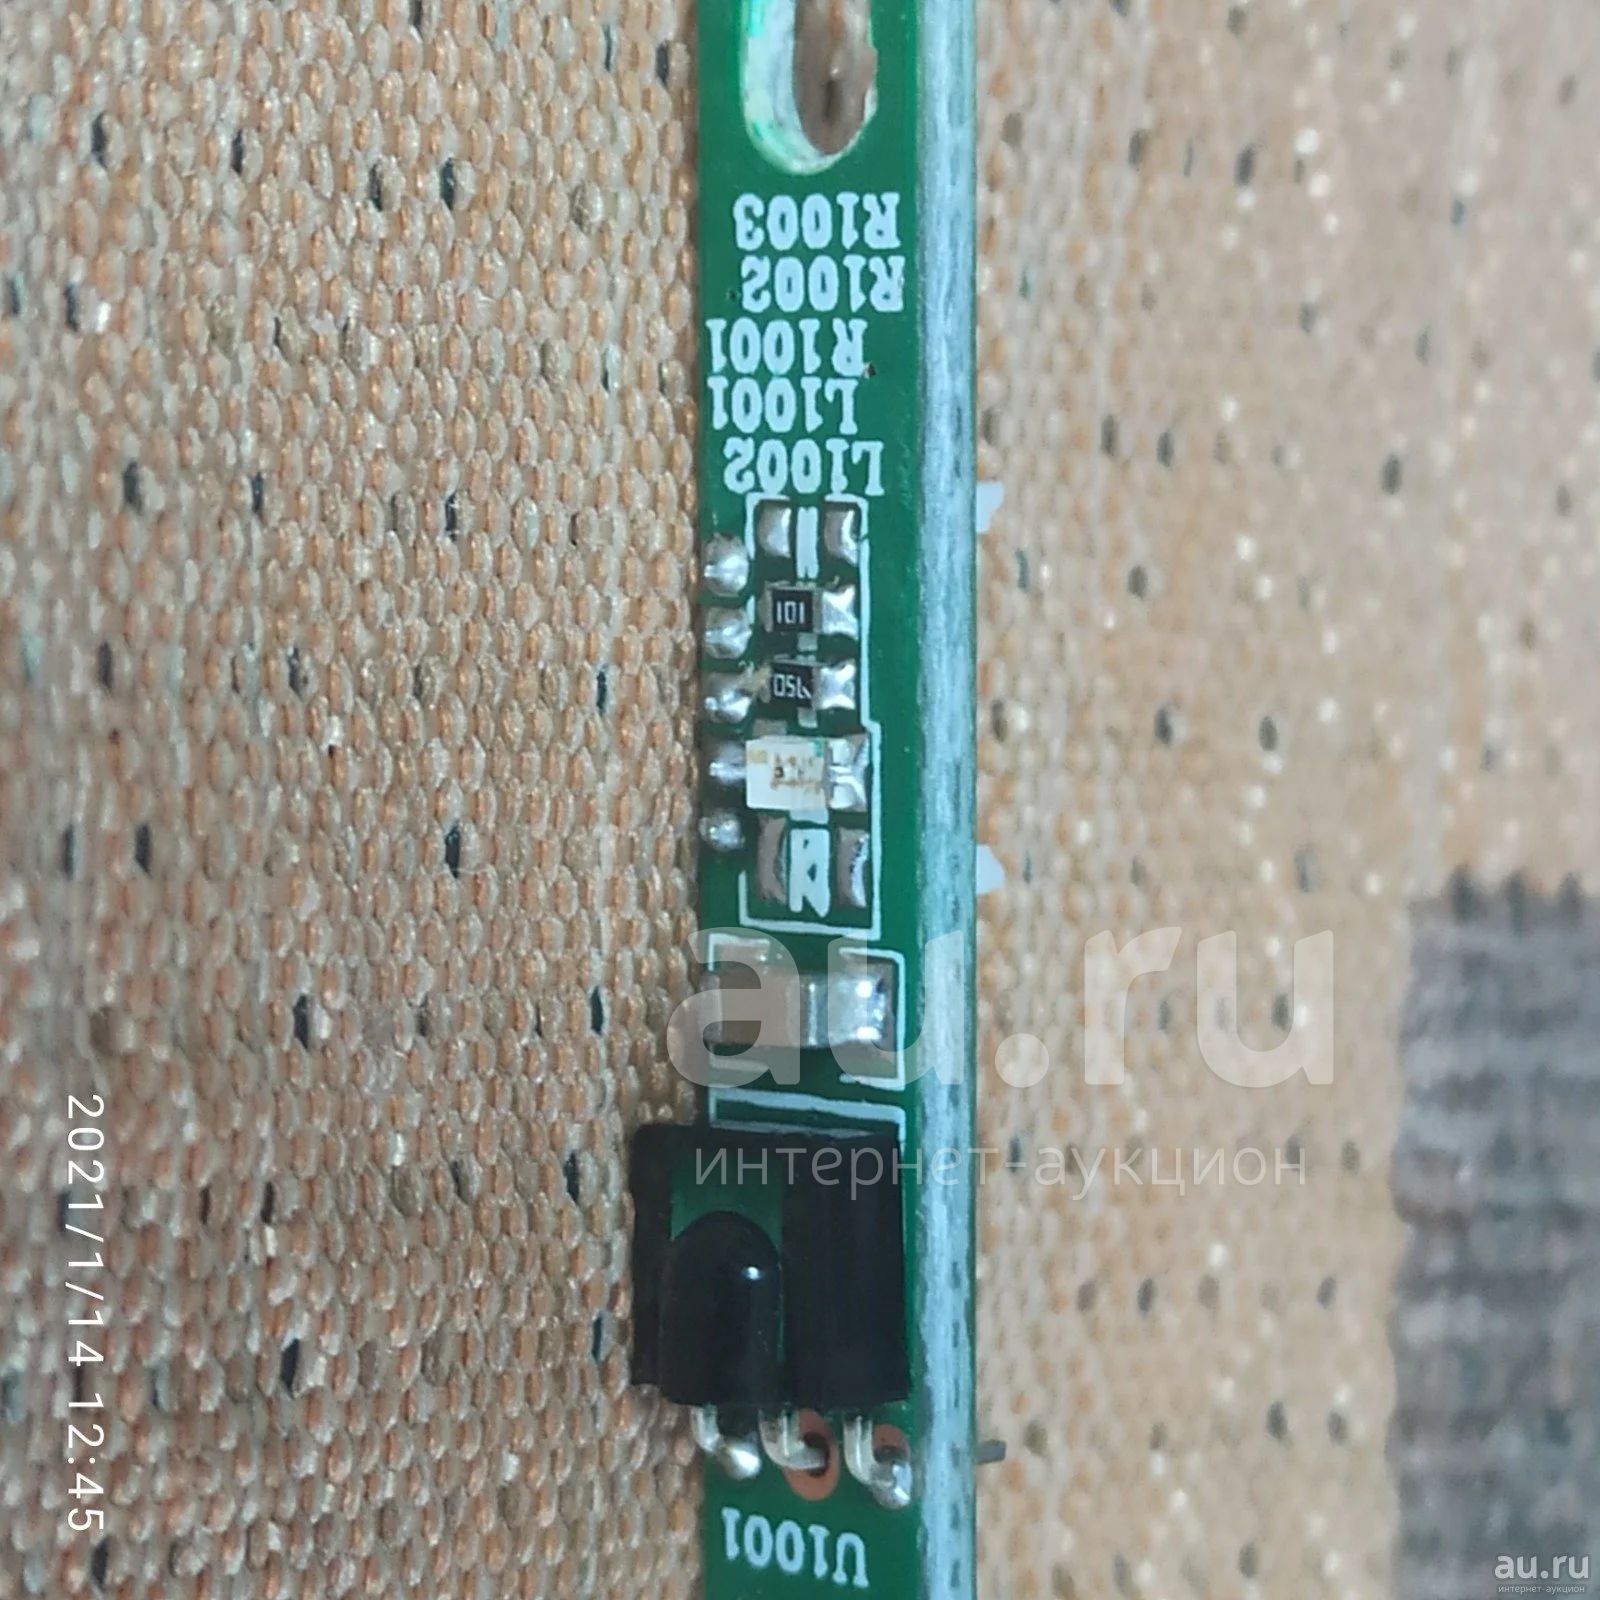 R1003
R1002
R1001
L1001
L1002
101
750
au.ru
интернет-аукцион
U1001
2021/1/14 12:45
au.ru
интернет-аукцион